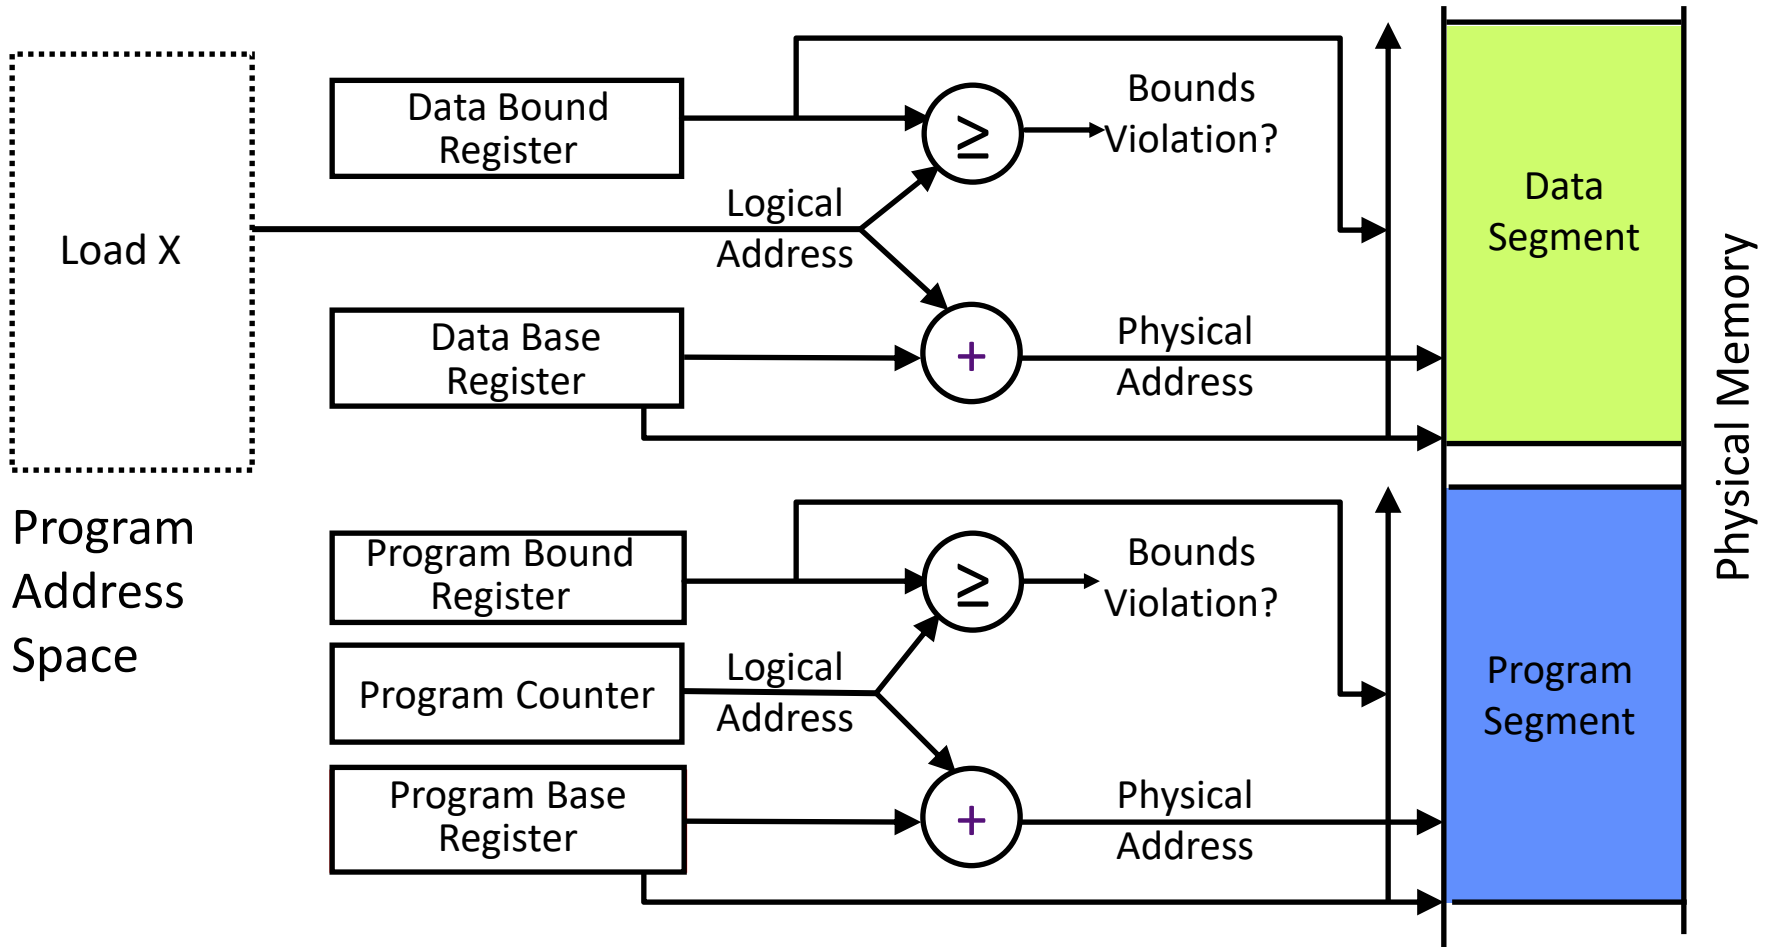 Load X
Program
Address
Space
Data Bound
Register
Logical
Address
≥
Bounds
Violation?
Data Base
Register
+
Physical
Address
Program Bound
Register
Program Counter
Logical
Address
≥
Bounds
Violation?
Program Base
Register
+
Physical
Address
Data
Segment
Program
Segment
Physical Memory